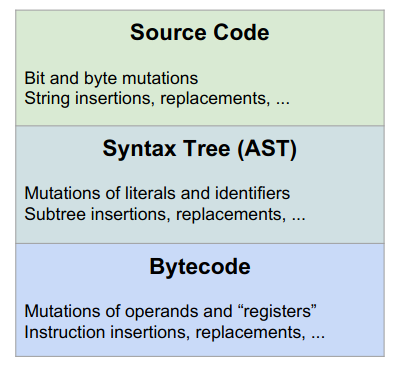 Source Code
Bit and byte mutations
String insertions, replacements, ...
Syntax Tree (AST)
Mutations of literals and identifiers
Subtree insertions, replacements, ...
Bytecode
Mutations of operands and “registers”
Instruction insertions, replacements, ...